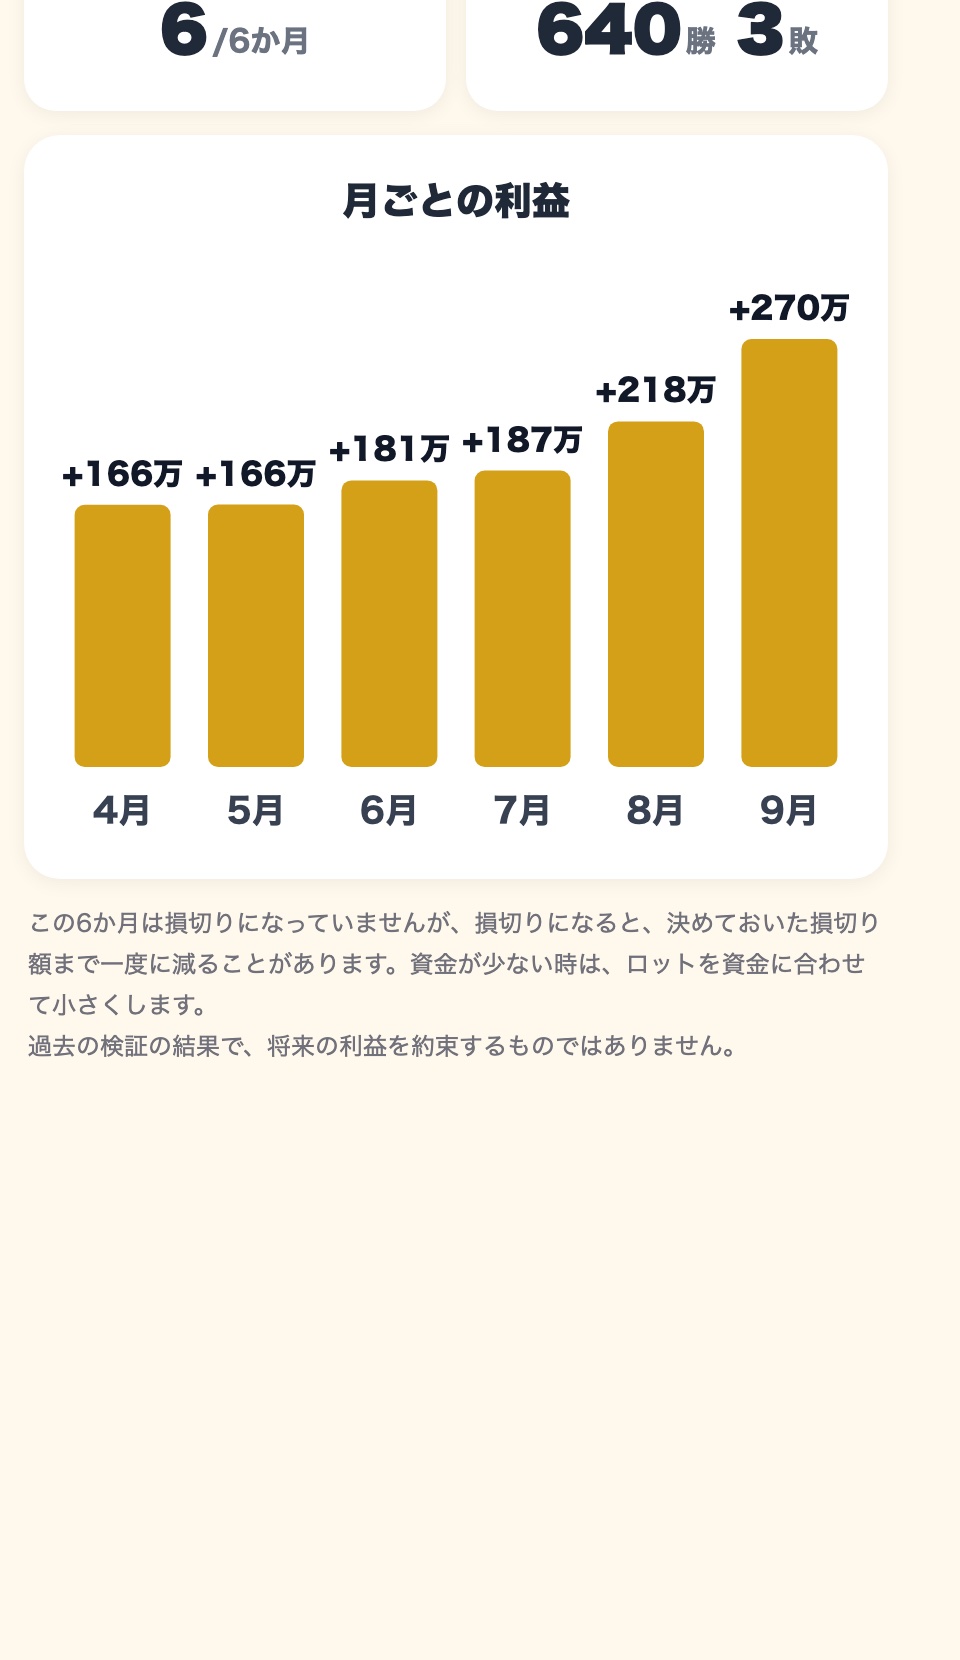 6/6か月
640勝 3敗
月ごとの利益
+270万
+218万
+187万
+181万
+166万 +166万
4月 5月 6月 7月 8月 9月
この6か月は損切りになっていませんが、損切りになると、決めておいた損切り
額まで一度に減ることがあります。資金が少ない時は、ロットを資金に合わせ
て小さくします。
過去の検証の結果で、将来の利益を約束するものではありません。